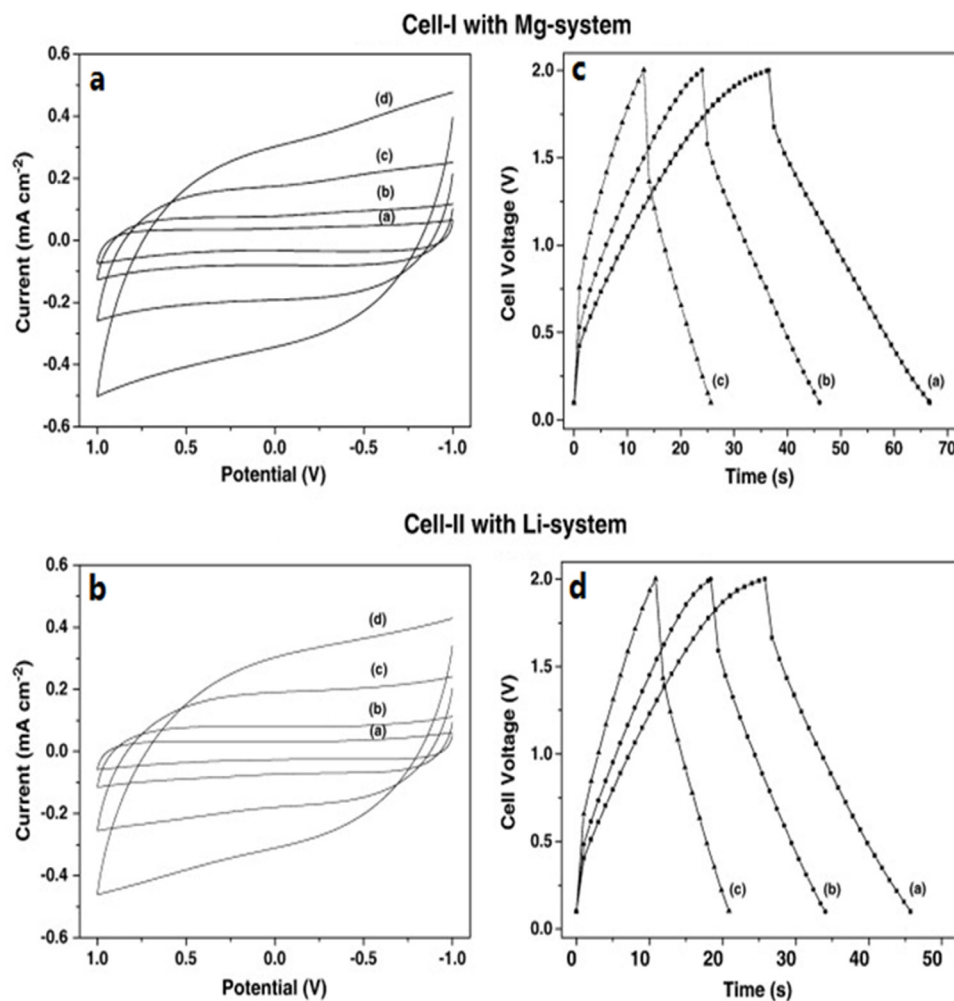 Cell-I with Mg-system
a
Current (mA cm-2)
0.6
0.4
0.2
0.0
-0.2
-0.4
-0.6
(d)
(c)
(b)
(a)
1.0 0.5 0.0 -0.5 -1.0
Potential (V)
c
Cell Voltage (V)
2.0
1.5
1.0
0.5
0.0
(c) (b) (a)
0 10 20 30 40 50 60 70
Time (s)
Cell-II with Li-system
b
Current (mA cm-2)
0.6
0.4
0.2
0.0
-0.2
-0.4
-0.6
(d)
(c)
(b)
(a)
1.0 0.5 0.0 -0.5 -1.0
Potential (V)
d
Cell Voltage (V)
2.0
1.5
1.0
0.5
0.0
(c) (b) (a)
0 10 20 30 40 50
Time (s)